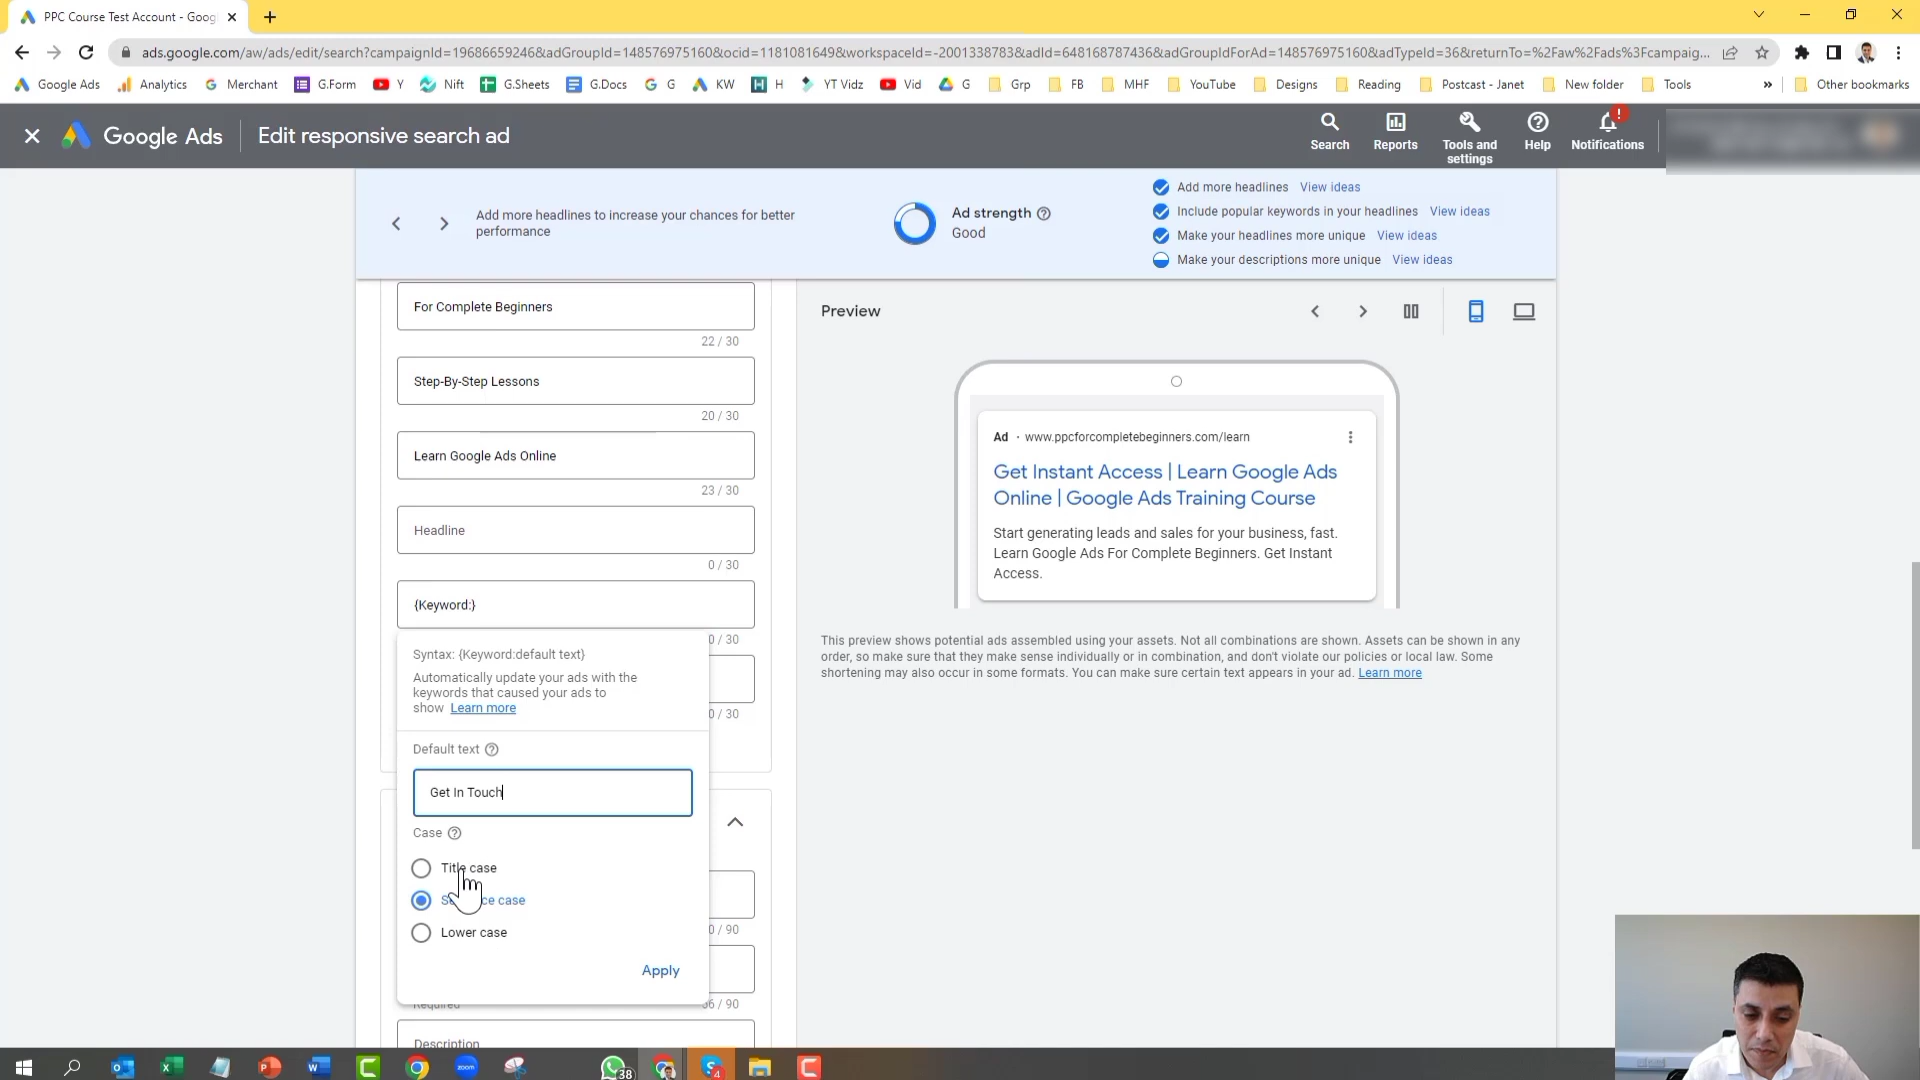 PPC Course Test Account - Goog
ads.google.com/aw/ads/edit/search?campaignId=19686659246&adGroupId=148576975160&ocid=1181081649&workspaceId=-2001338783&adId=648168787436&adGroupIdForAd=148576975160&adTypeId=36&returnTo=%2Faw%2Fads%3Fcampaig...
Google Ads Analytics Merchant G.Form Y Nift G.Sheets G.Docs G KW H YT Vidz Vid G Grp FB MHF YouTube Designs Reading Postcast - Janet New folder Tools » Other bookmarks
Google Ads Edit responsive search ad
Search Reports Tools and settings Help Notifications
Add more headlines to increase your chances for better
performance
Ad strength
Good
Add more headlines View ideas
Include popular keywords in your headlines View ideas
Make your headlines more unique View ideas
Make your descriptions more unique View ideas
For Complete Beginners
22 / 30
Step-By-Step Lessons
20 / 30
Learn Google Ads Online
23 / 30
Headline
0 / 30
{Keyword:}
0 / 30
Syntax: {Keyword:default text}
Automatically update your ads with the
keywords that caused your ads to
show Learn more
0 / 30
Default text
Get In Touch
Case
Title case
Sentence case
Lower case
Apply
0 / 90
Required
56 / 90
Description
Preview
Ad · www.ppcforcompletebeginners.com/learn
Get Instant Access | Learn Google Ads
Online | Google Ads Training Course
Start generating leads and sales for your business, fast.
Learn Google Ads For Complete Beginners. Get Instant
Access.
This preview shows potential ads assembled using your assets. Not all combinations are shown. Assets can be shown in any
order, so make sure that they make sense individually or in combination, and don't violate our policies or local law. Some
shortening may also occur in some formats. You can make sure certain text appears in your ad. Learn more
zoom
38
4